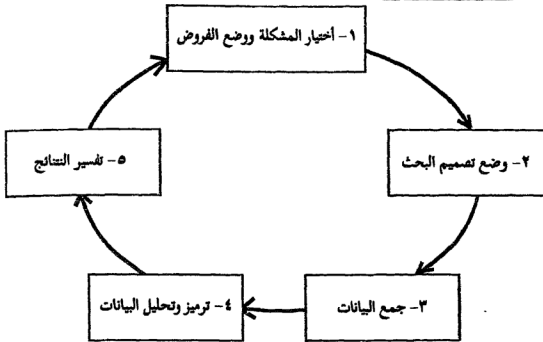 ١- أختيار المشكلة ووضع الفروض
٢- وضع تصميم البحث
٣- جمع البيانات
٤- ترميز وتحليل البيانات
٥- تفسير النتائج